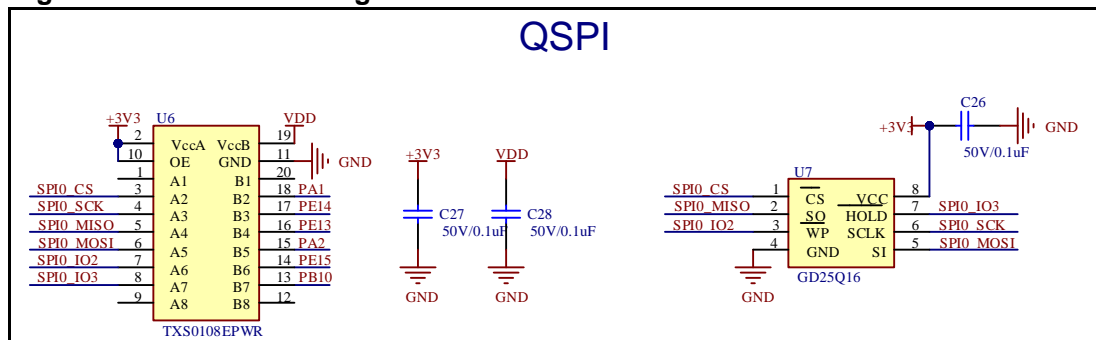 QSPI
+3V3
U6
VDD
2
VccA
VccB
19
10
OE
GND
11
GND
1
A1
B1
20
SPI0_CS
3
A2
B2
18
PA1
SPI0_SCK
4
A3
B3
17
PE14
SPI0_MISO
5
A4
B4
16
PE13
SPI0_MOSI
6
A5
B5
15
PA2
SPI0_IO2
7
A6
B6
14
PE15
SPI0_IO3
8
A7
B7
13
PB10
9
A8
B8
12
TXS0108EPWR
+3V3
C27
50V/0.1uF
GND
VDD
C28
50V/0.1uF
GND
C26
+3V3
GND
50V/0.1uF
U7
SPI0_CS
1
CS
VCC
8
SPI0_MISO
2
SO
HOLD
7
SPI0_IO3
SPI0_IO2
3
WP
SCLK
6
SPI0_SCK
4
GND
SI
5
SPI0_MOSI
GD25Q16
GND